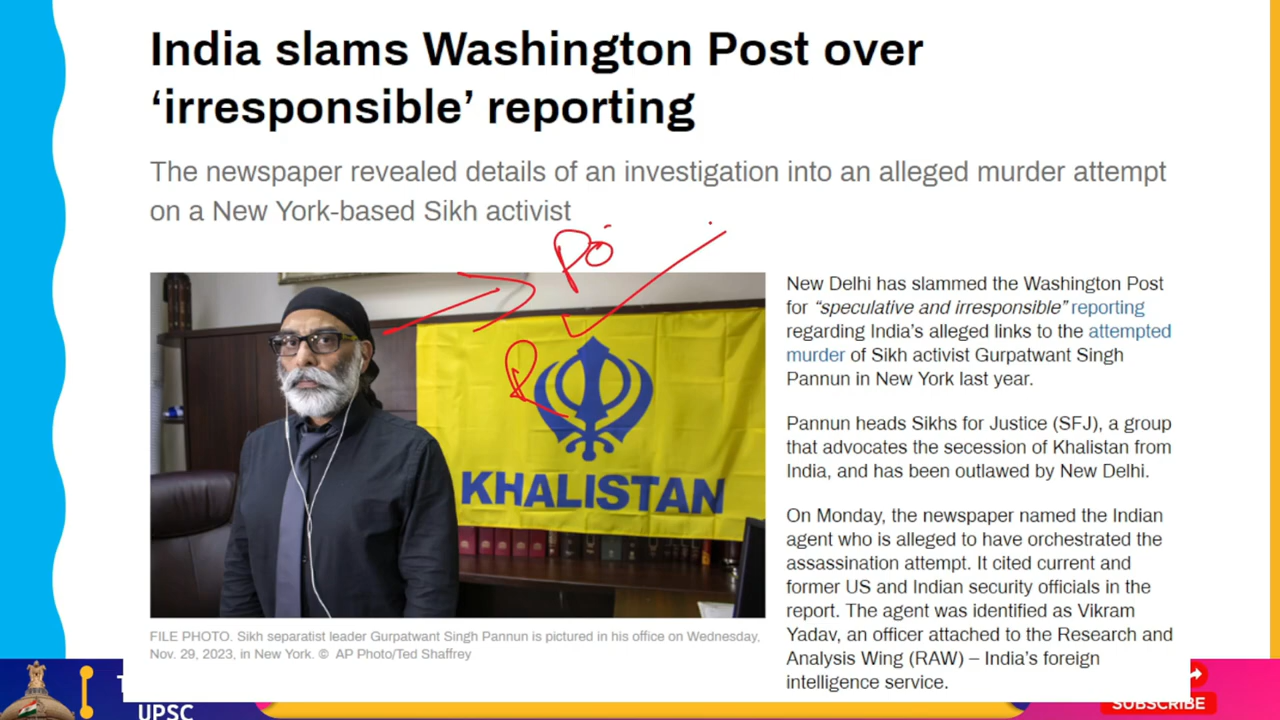 India slams Washington Post over
‘irresponsible’ reporting
The newspaper revealed details of an investigation into an alleged murder attempt
on a New York-based Sikh activist
Po
KHALISTAN
FILE PHOTO. Sikh separatist leader Gurpatwant Singh Pannun is pictured in his office on Wednesday,
Nov. 29, 2023, in New York. © AP Photo/Ted Shaffrey
New Delhi has slammed the Washington Post
for “speculative and irresponsible” reporting
regarding India’s alleged links to the attempted
murder of Sikh activist Gurpatwant Singh
Pannun in New York last year.
Pannun heads Sikhs for Justice (SFJ), a group
that advocates the secession of Khalistan from
India, and has been outlawed by New Delhi.
On Monday, the newspaper named the Indian
agent who is alleged to have orchestrated the
assassination attempt. It cited current and
former US and Indian security officials in the
report. The agent was identified as Vikram
Yadav, an officer attached to the Research and
Analysis Wing (RAW) – India’s foreign
intelligence service.
UPSC
SUBSCRIBE